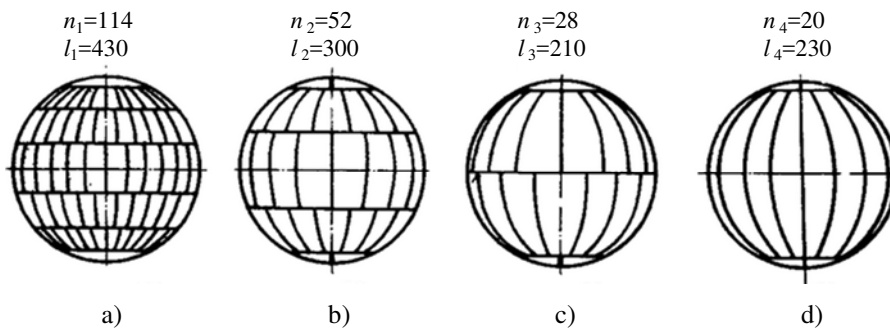 n₁=114 n₂=52 n₃=28 n₄=20
l₁=430 l₂=300 l₃=210 l₄=230
a) b) c) d)